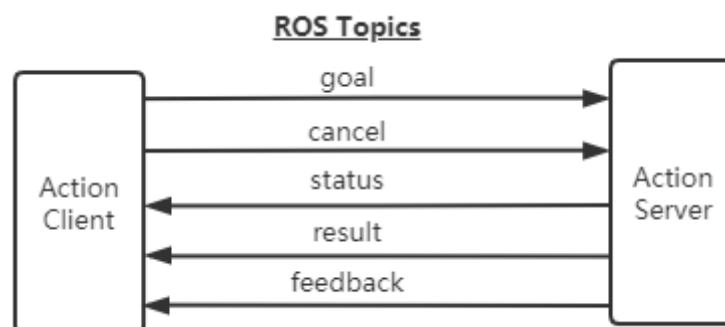 ROS Topics
goal
cancel
status
result
feedback
Action
Client
Action
Server